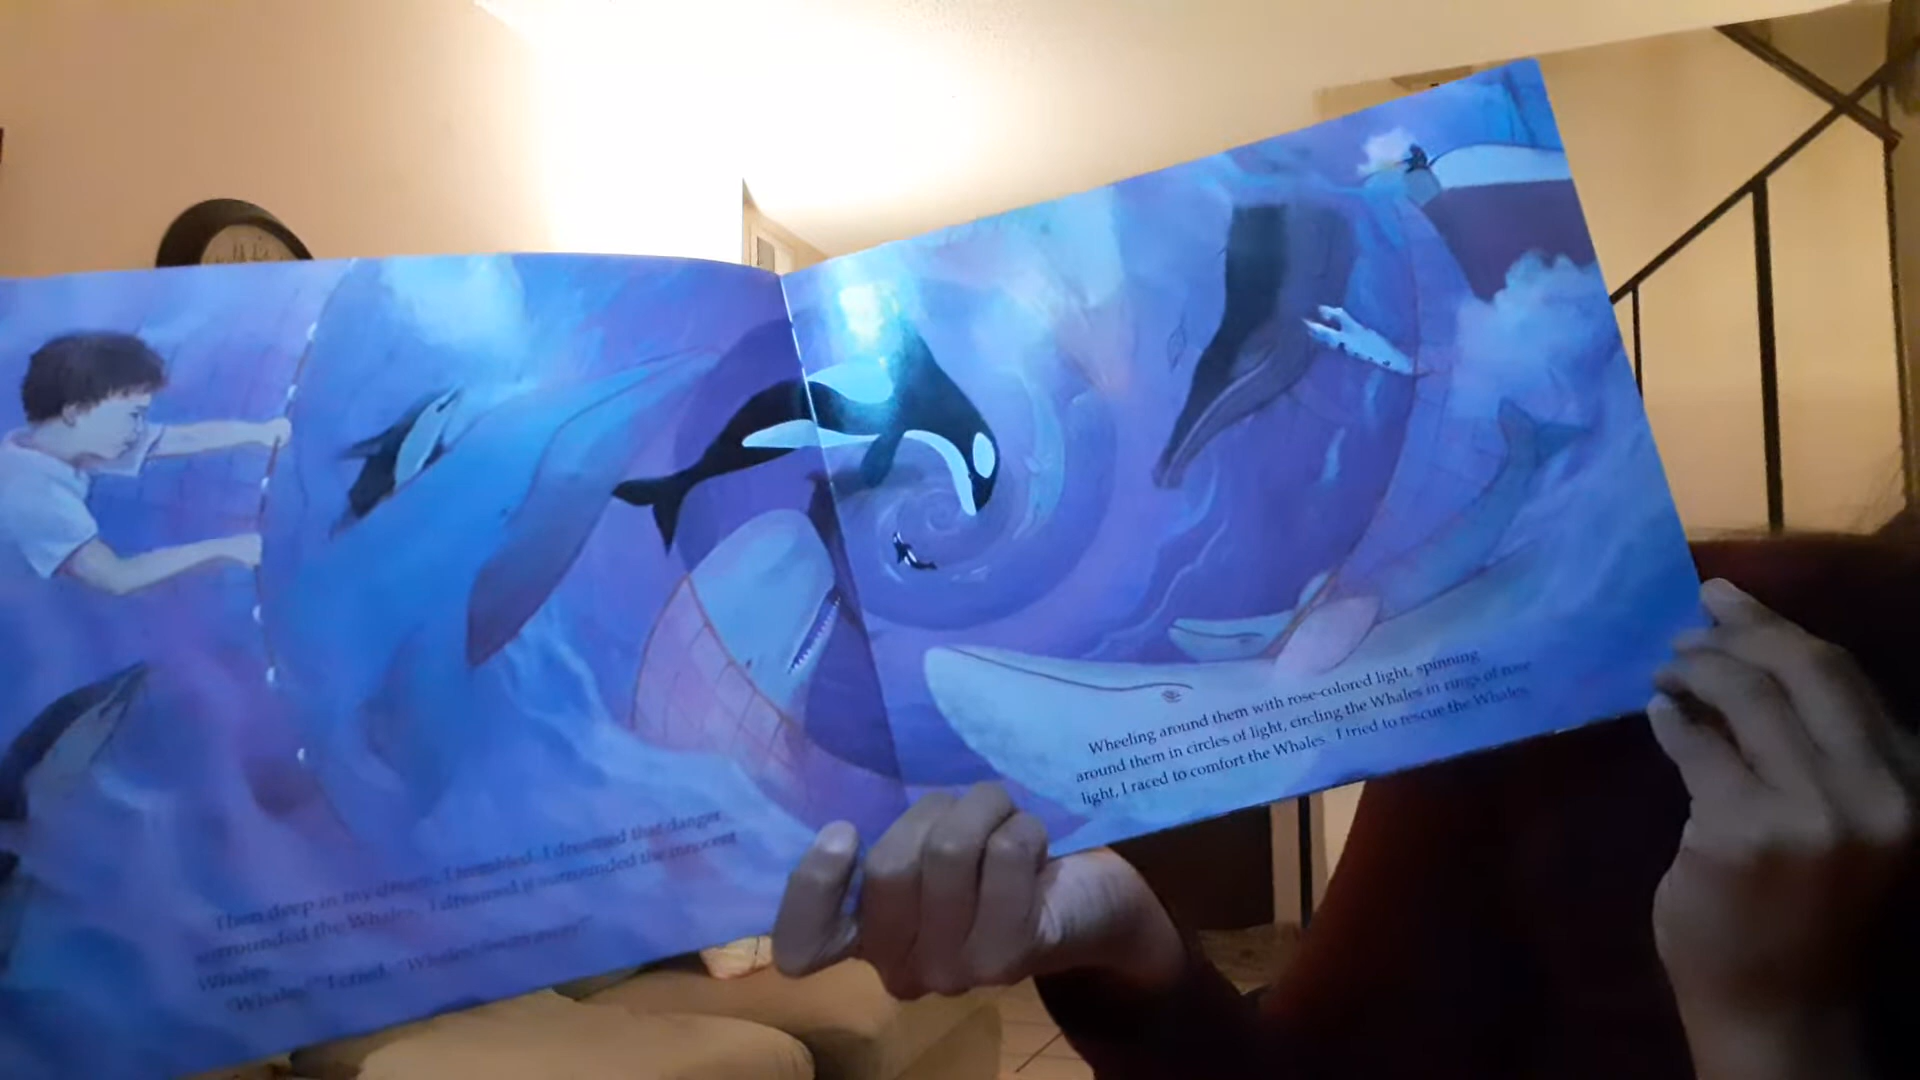 Then deep in my dream, I trembled. I dreamed that danger
surrounded the Whales. I dreamed it surrounded the innocent
Whales.
"Whales!" I cried. "Whales!
Wheeling around them with rose-colored light, spinning
around them in circles of light, circling the Whales in rings of rose
light, I raced to comfort the Whales. I tried to rescue the Whales.